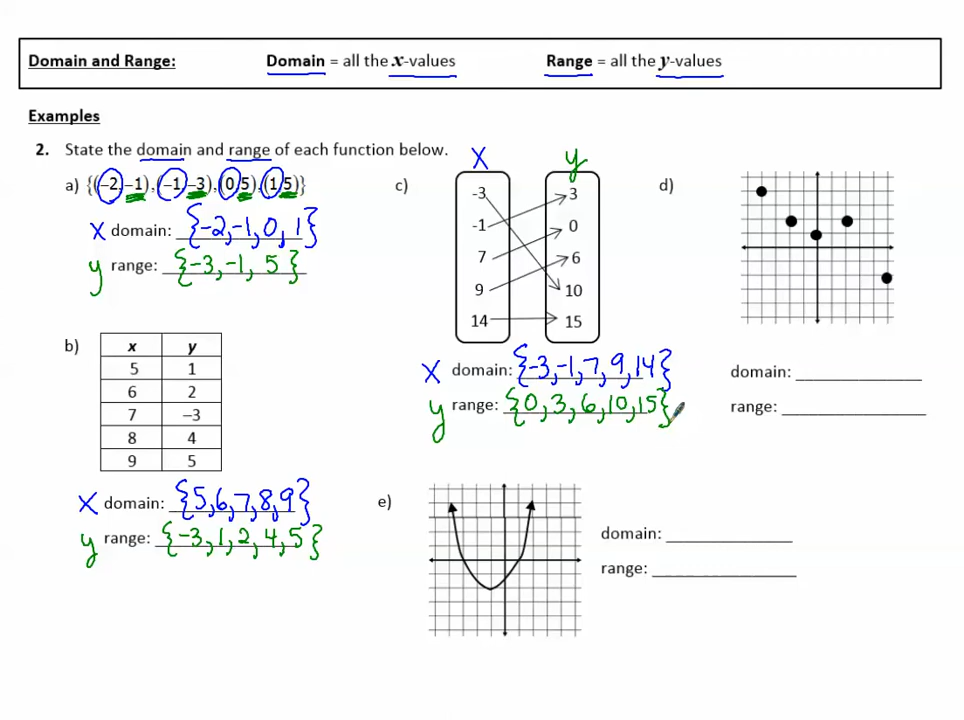 Domain and Range: Domain = all the x-values Range = all the y-values
Examples
2. State the domain and range of each function below.
a) {(−2,−1),(−1,−3),(0,5),(1,5)}
x domain: {-2,-1,0,1}
y range: {-3,-1,5}
b)
x y
5 1
6 2
7 −3
8 4
9 5
x domain: {5,6,7,8,9}
y range: {-3,1,2,4,5}
c)
x y
-3 3
-1 0
7 6
9 10
14 15
x domain: {-3,-1,7,9,14}
y range: {0,3,6,10,15}
d)
domain: ______________
range: ________________
e)
domain: ______________
range: ________________